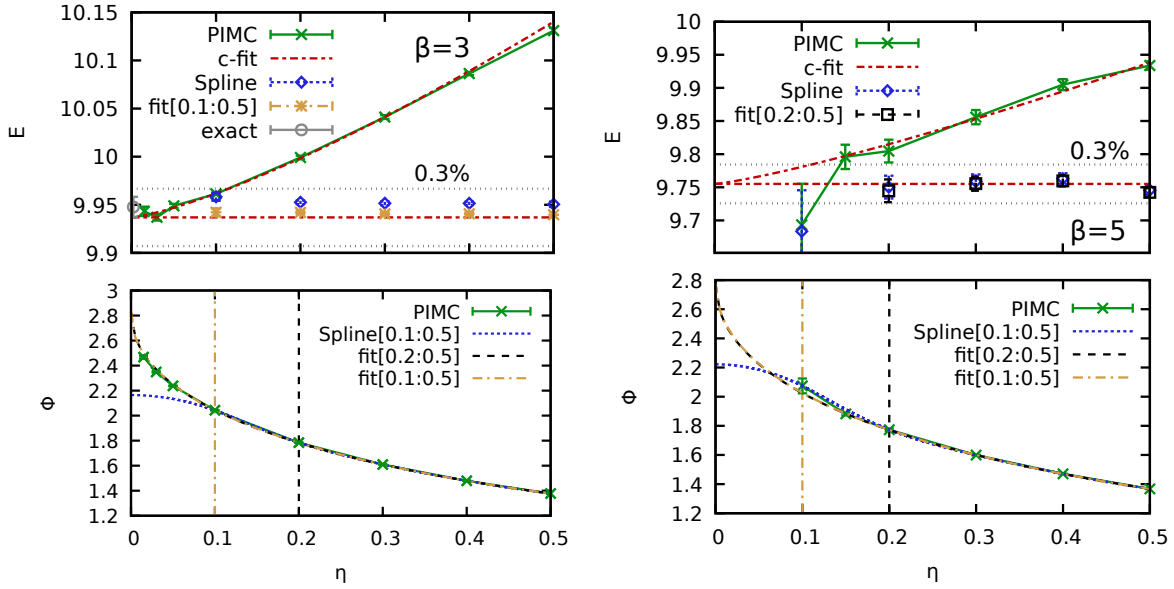 10.15
10.1
10.05
10
9.95
9.9
E
PIMC
c-fit
Spline
fit[0.1:0.5]
exact
β=3
0.3%
9.95
9.9
9.85
9.8
9.75
9.7
E
PIMC
c-fit
Spline
fit[0.2:0.5]
0.3%
β=5
3
2.8
2.6
2.4
2.2
2
1.8
1.6
1.4
1.2
Φ
PIMC
Spline[0.1:0.5]
fit[0.2:0.5]
fit[0.1:0.5]
0 0.1 0.2 0.3 0.4 0.5
η
2.8
2.6
2.4
2.2
2
1.8
1.6
1.4
1.2
Φ
PIMC
Spline[0.1:0.5]
fit[0.2:0.5]
fit[0.1:0.5]
0 0.1 0.2 0.3 0.4 0.5
η